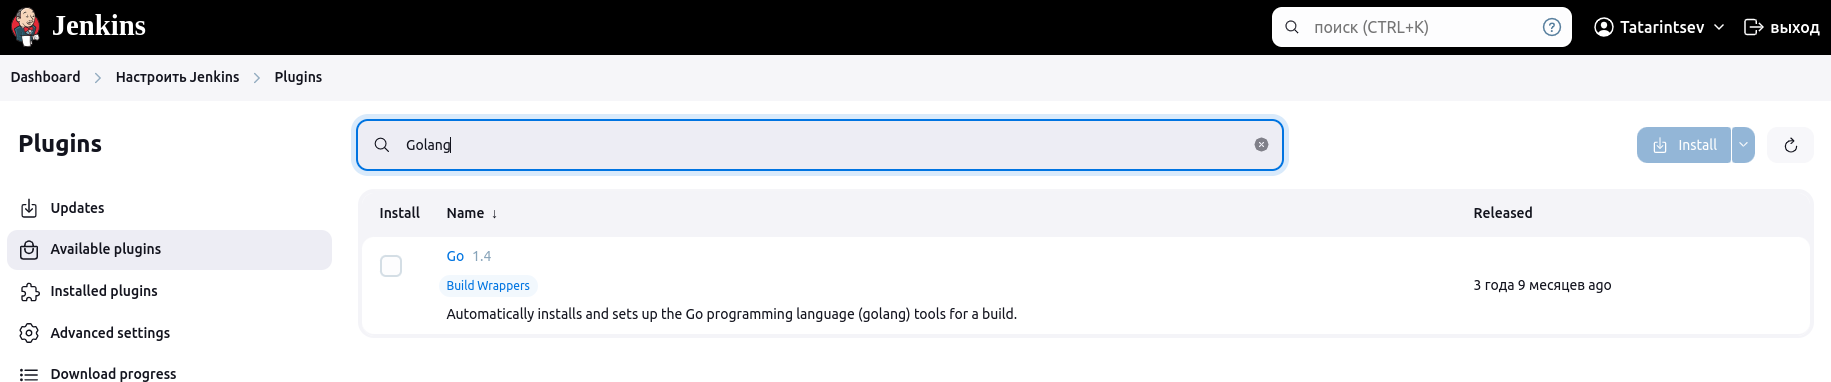 Jenkins
поиск (CTRL+K)
Tatarintsev
выход
Dashboard
Настроить Jenkins
Plugins
Plugins
Golang
Install
Updates
Available plugins
Installed plugins
Advanced settings
Download progress
Install Name ↓ Released
Go 1.4
Build Wrappers
3 года 9 месяцев ago
Automatically installs and sets up the Go programming language (golang) tools for a build.